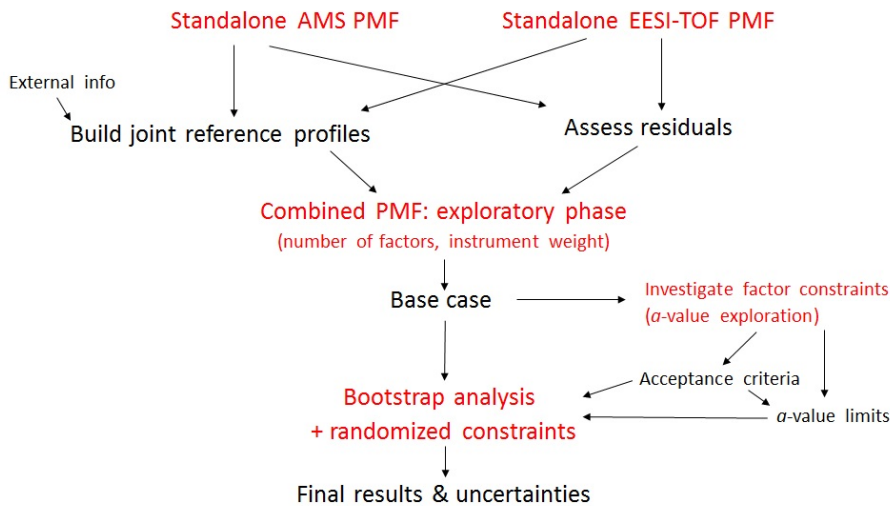 Standalone AMS PMF
Standalone EESI-TOF PMF
External info
Build joint reference profiles
Assess residuals
Combined PMF: exploratory phase
(number of factors, instrument weight)
Base case
Investigate factor constraints
(a-value exploration)
Acceptance criteria
Bootstrap analysis
+ randomized constraints
a-value limits
Final results & uncertainties